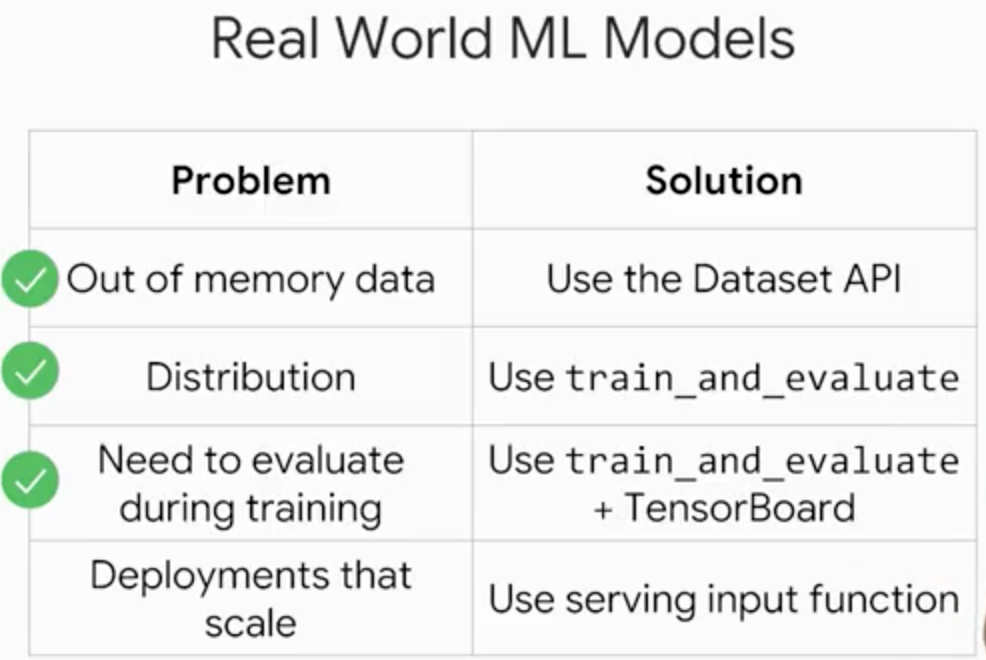 Real World ML Models
Problem
Solution
Out of memory data
Use the Dataset API
Distribution
Use train_and_evaluate
Need to evaluate
during training
Use train_and_evaluate
+ TensorBoard
Deployments that
scale
Use serving input function